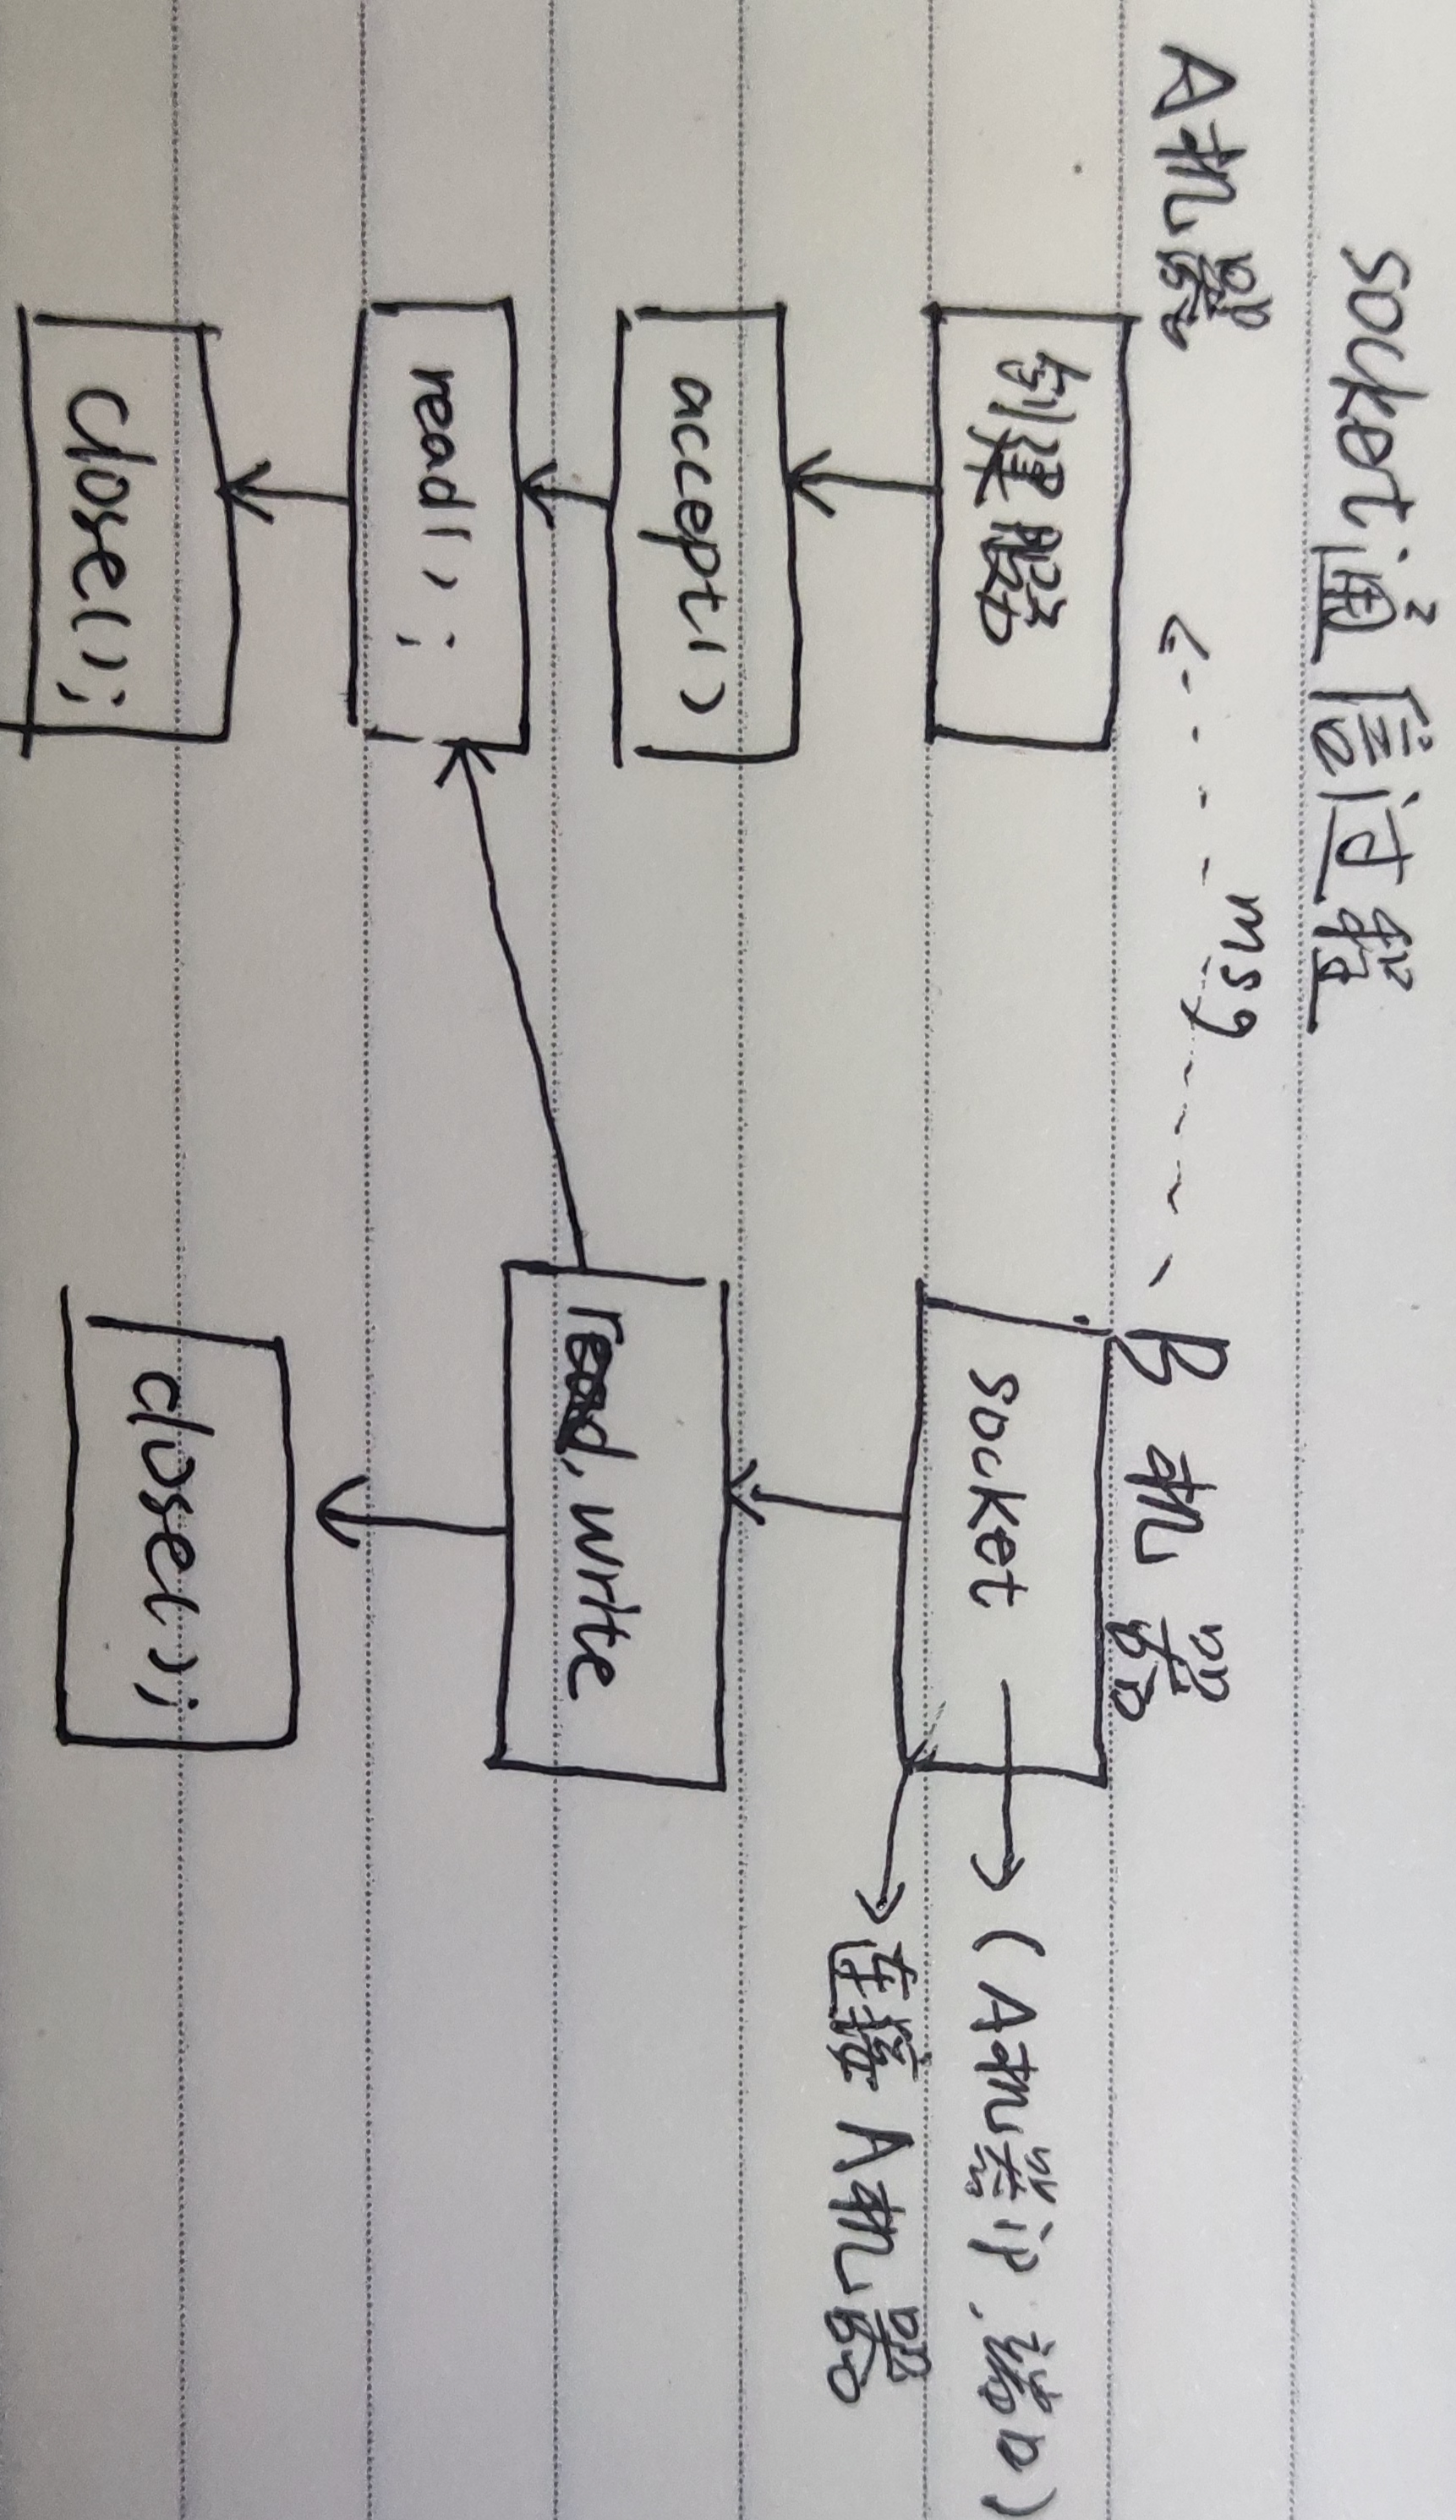 socket通信过程
msg
A机器
B机器
创建服务
socket
(A机器ip,端口)
连接A机器
accept()
read,write
read();
close();
close();